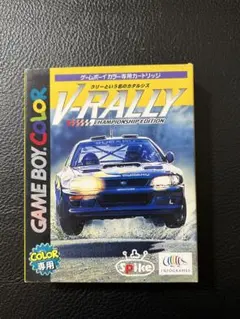 ゲームボーイカラー専用カートリッジ
ラリーという名のカタルシス
V-RALLY
CHAMPIONSHIP EDITION
GAME BOY COLOR
COLOR
専用
Spike
INFOGRAMES